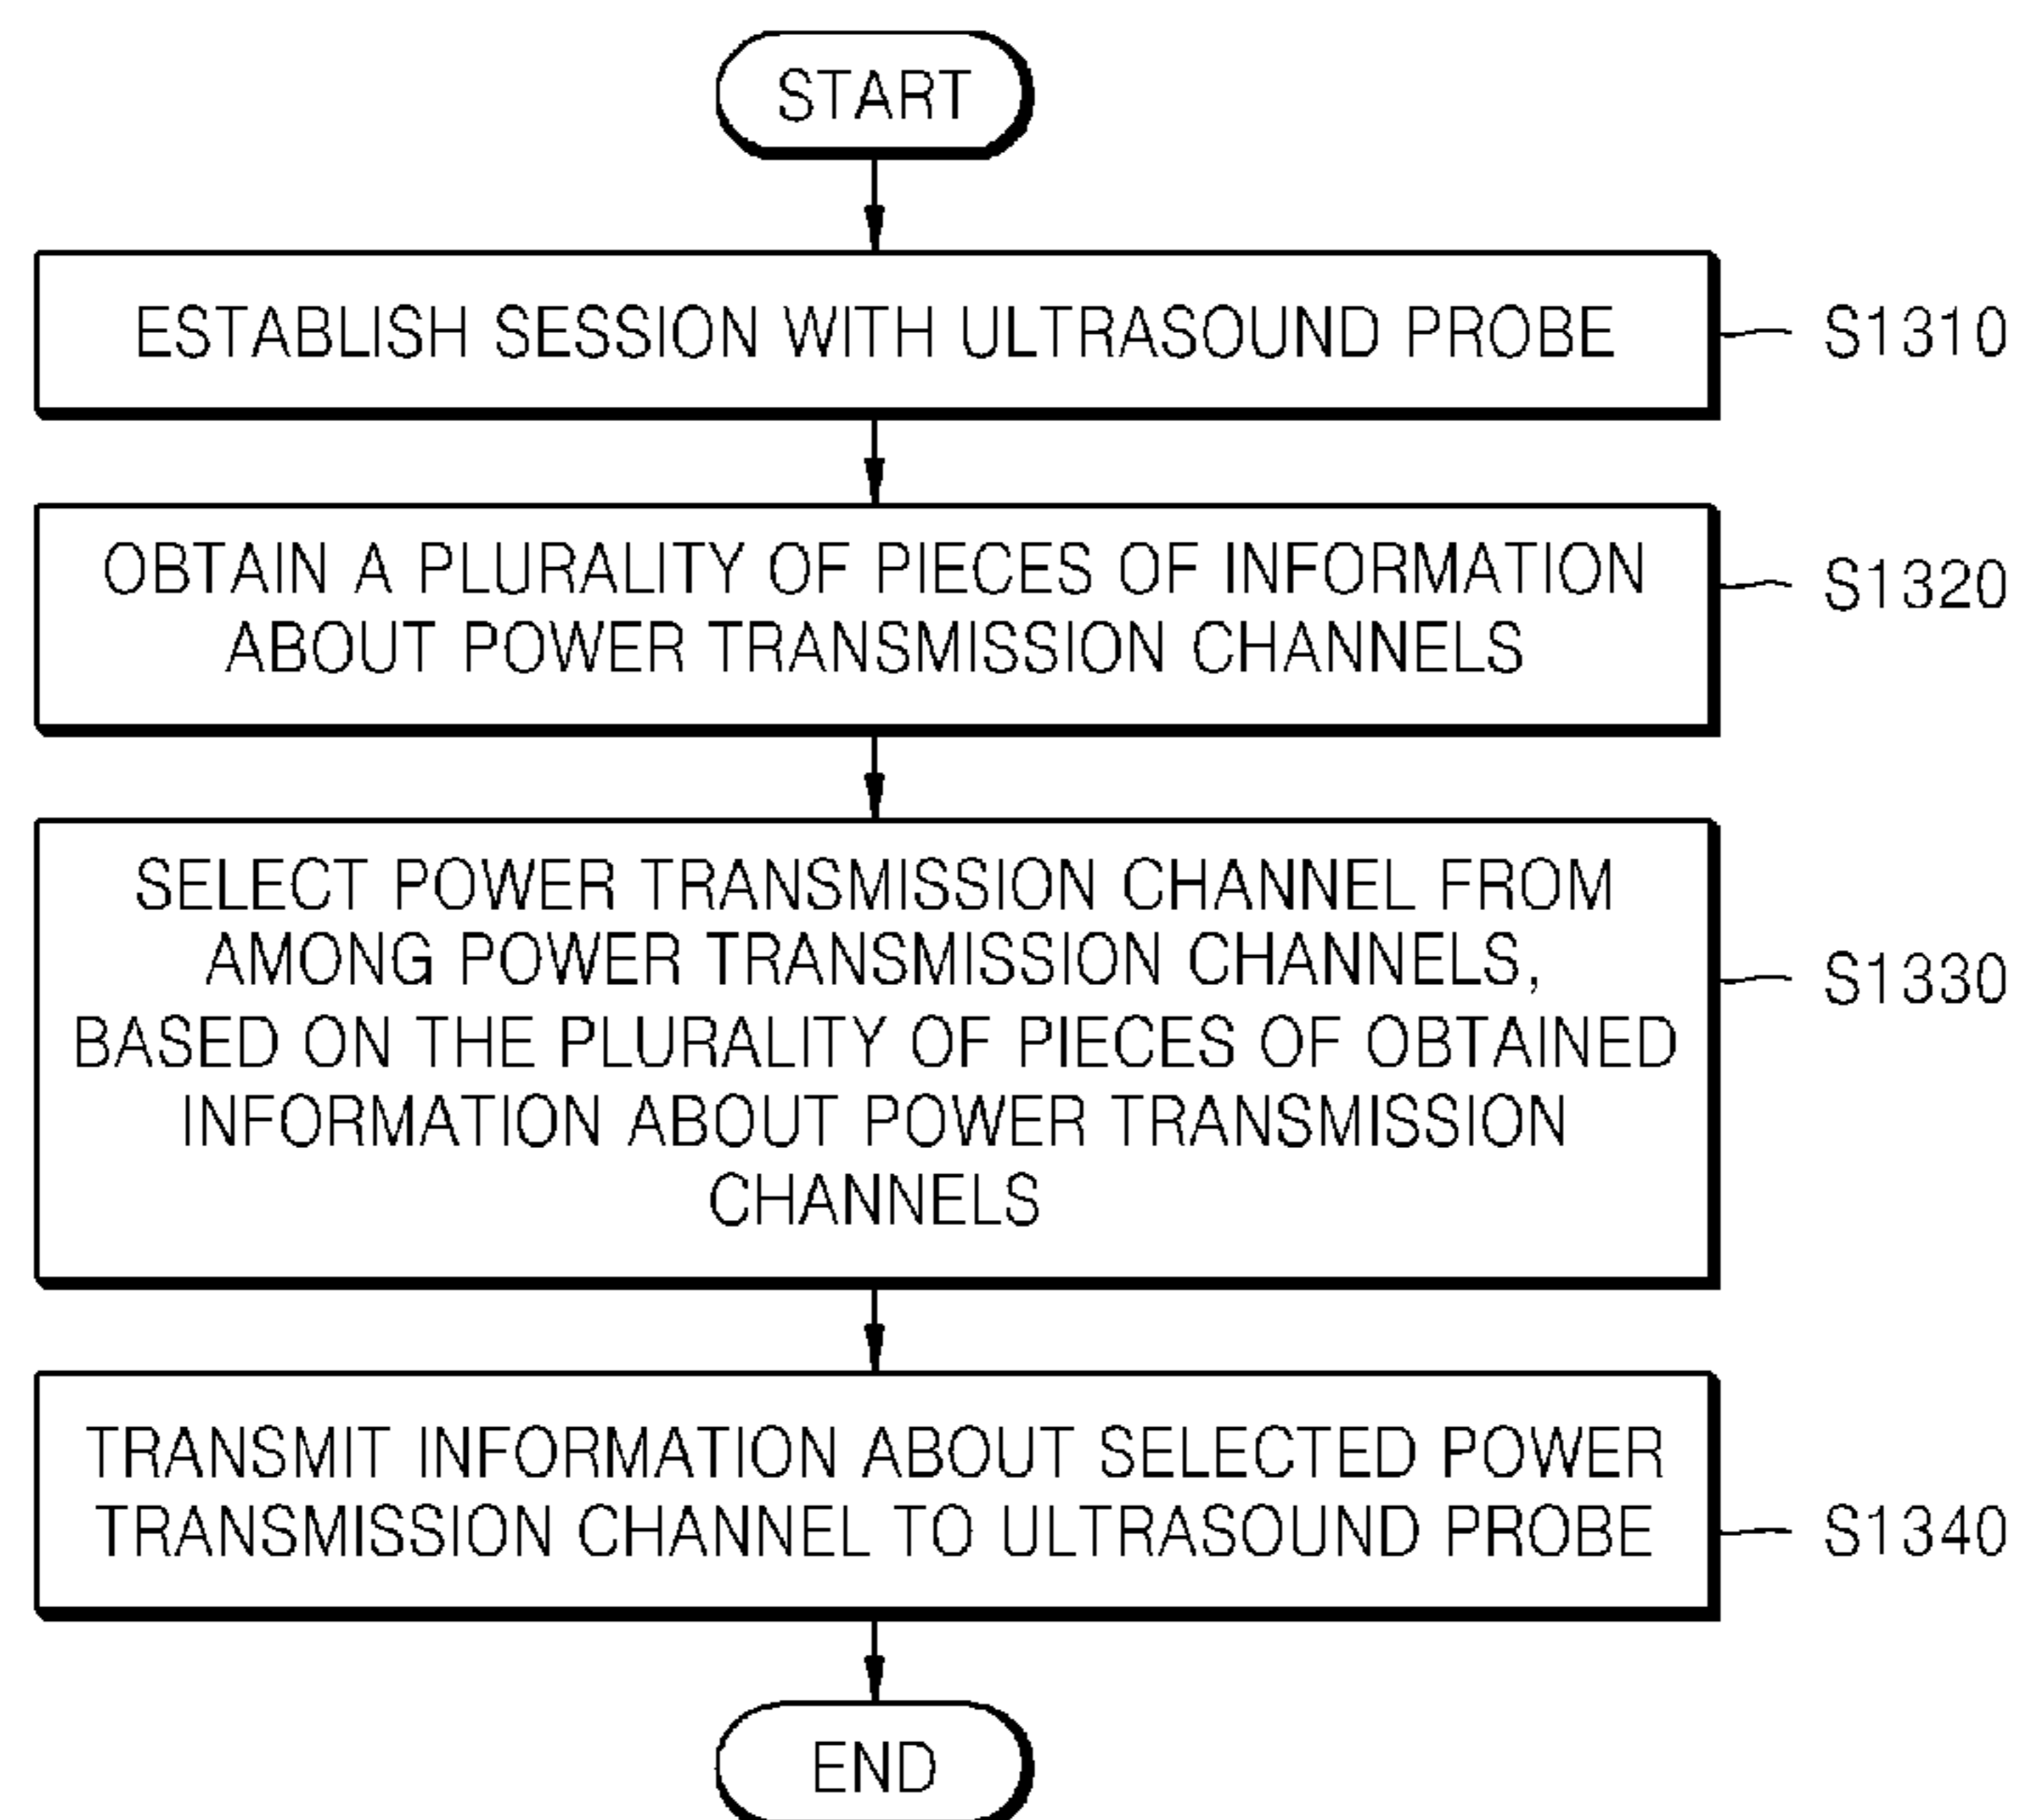 START
ESTABLISH SESSION WITH ULTRASOUND PROBE
S1310
OBTAIN A PLURALITY OF PIECES OF INFORMATION
ABOUT POWER TRANSMISSION CHANNELS
S1320
SELECT POWER TRANSMISSION CHANNEL FROM
AMONG POWER TRANSMISSION CHANNELS,
BASED ON THE PLURALITY OF PIECES OF OBTAINED
INFORMATION ABOUT POWER TRANSMISSION
CHANNELS
S1330
TRANSMIT INFORMATION ABOUT SELECTED POWER
TRANSMISSION CHANNEL TO ULTRASOUND PROBE
S1340
END